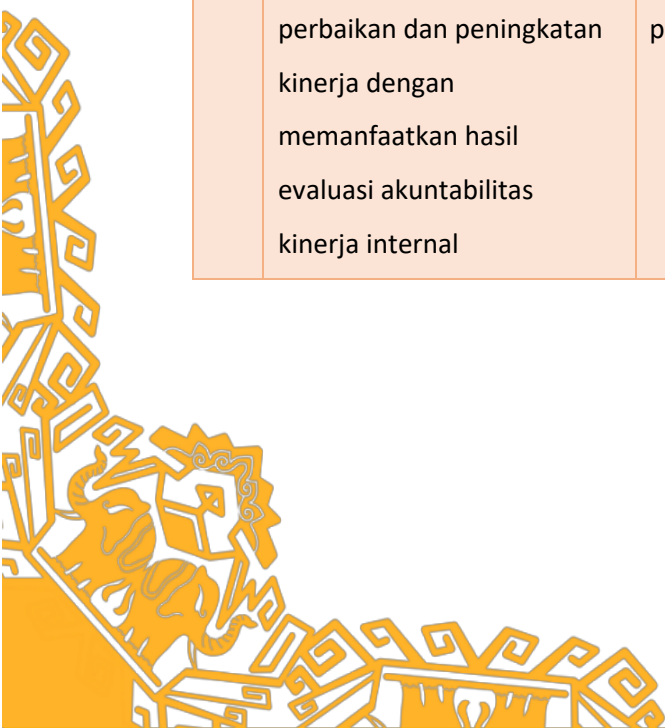 perbaikan dan peningkatan
kinerja dengan
memanfaatkan hasil
evaluasi akuntabilitas
kinerja internal